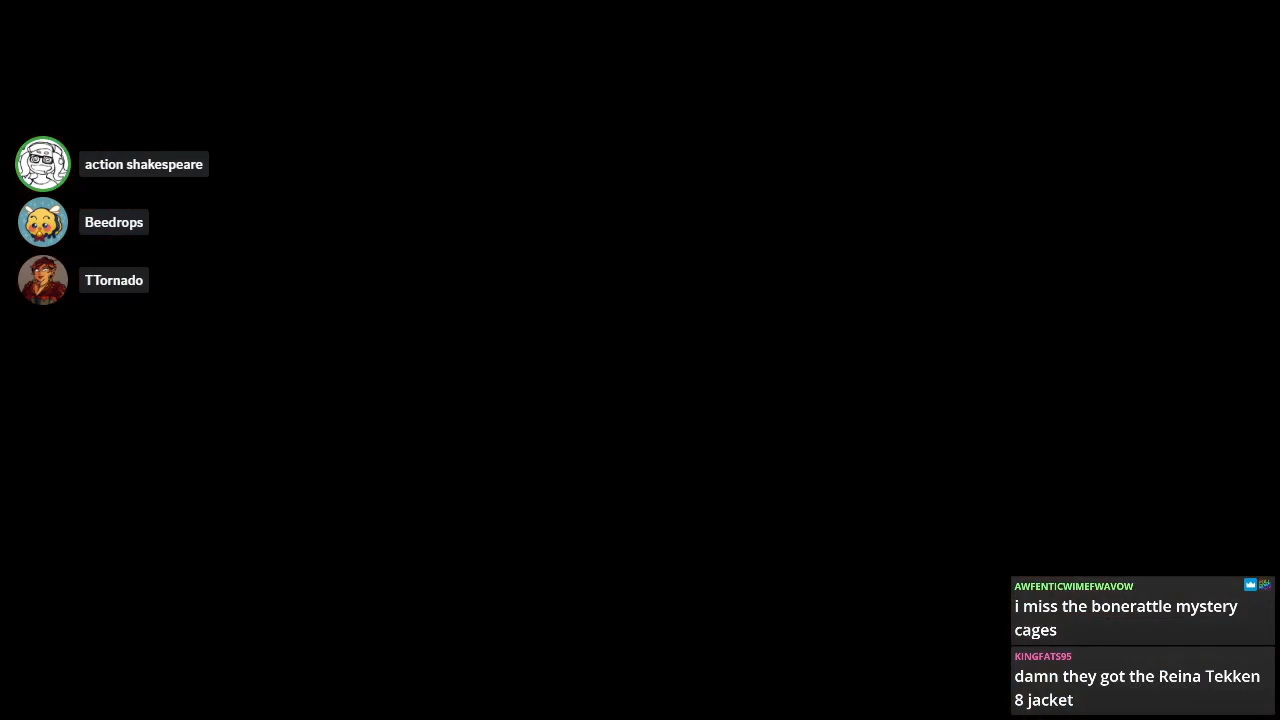 action shakespeare
Beedrops
TTornado
AWFENTICWIMEFWAVOW
i miss the bonerattle mystery
cages
KINGFATS95
damn they got the Reina Tekken
8 jacket